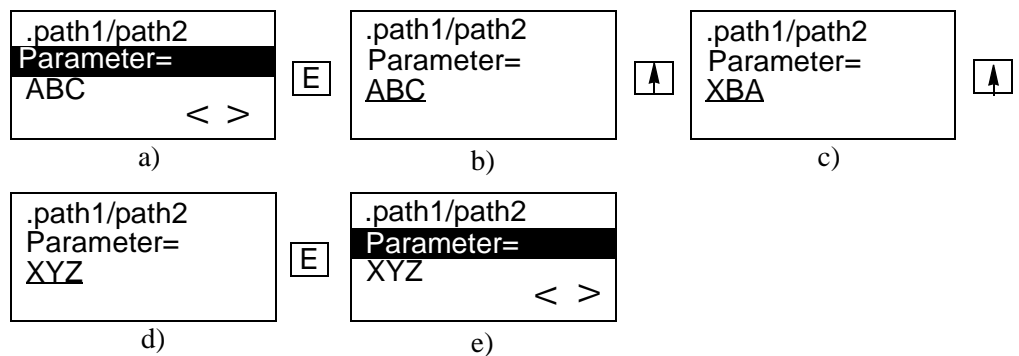 .path1/path2
Parameter=
ABC
< >
a)
E
.path1/path2
Parameter=
ABC
b)
.path1/path2
Parameter=
XBA
c)
.path1/path2
Parameter=
XYZ
d)
E
.path1/path2
Parameter=
XYZ
< >
e)